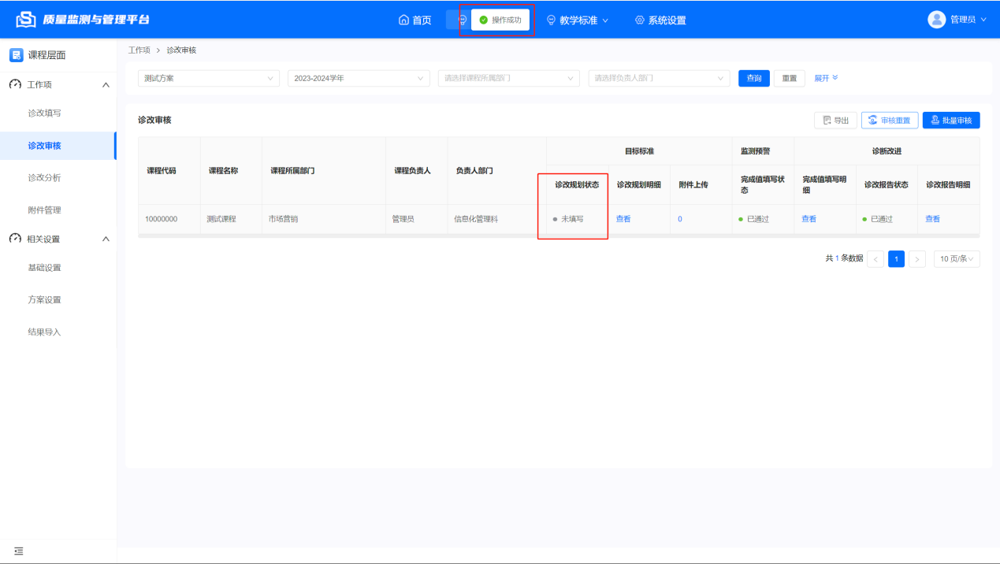 质量监测与管理平台
首页
操作成功
教学标准
系统设置
管理员
课程层面
工作项
诊改填写
诊改审核
诊改分析
附件管理
相关设置
基础设置
方案设置
结果导入
工作项 > 诊改审核
测试方案
2023-2024学年
请选择课程所属部门
请选择负责人部门
查询
重置
展开
诊改审核
导出
审核重置
批量审核
课程代码
课程名称
课程所属部门
课程负责人
负责人部门
目标标准
监测预警
诊断改进
诊改规划状态
诊改规划明细
附件上传
完成值填写状
态
完成值填写明
细
诊改报告状态
诊改报告明细
10000000
测试课程
市场营销
管理员
信息化管理科
未填写
查看
0
已通过
查看
已通过
查看
共 1 条数据
<
1
>
10 页/条